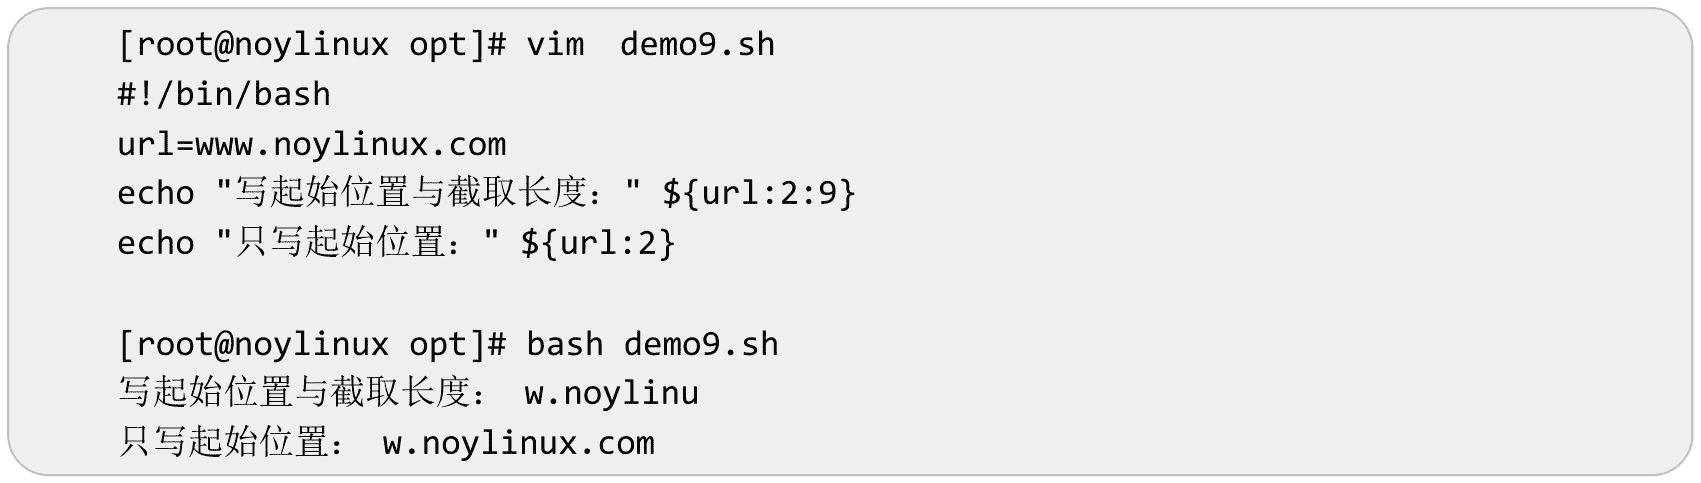 [root@noylinux opt]# vim  demo9.sh
#!/bin/bash
url=www.noylinux.com
echo "写起始位置与截取长度：" ${url:2:9}
echo "只写起始位置：" ${url:2}
[root@noylinux opt]# bash demo9.sh
写起始位置与截取长度： w.noylinu
只写起始位置： w.noylinux.com